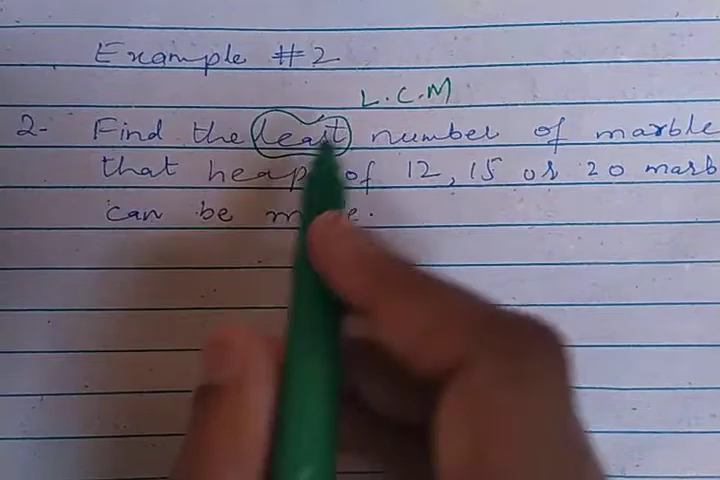 Example #2
L.C.M
2- Find the least number of marble
that heap of 12, 15 or 20 marb
can be